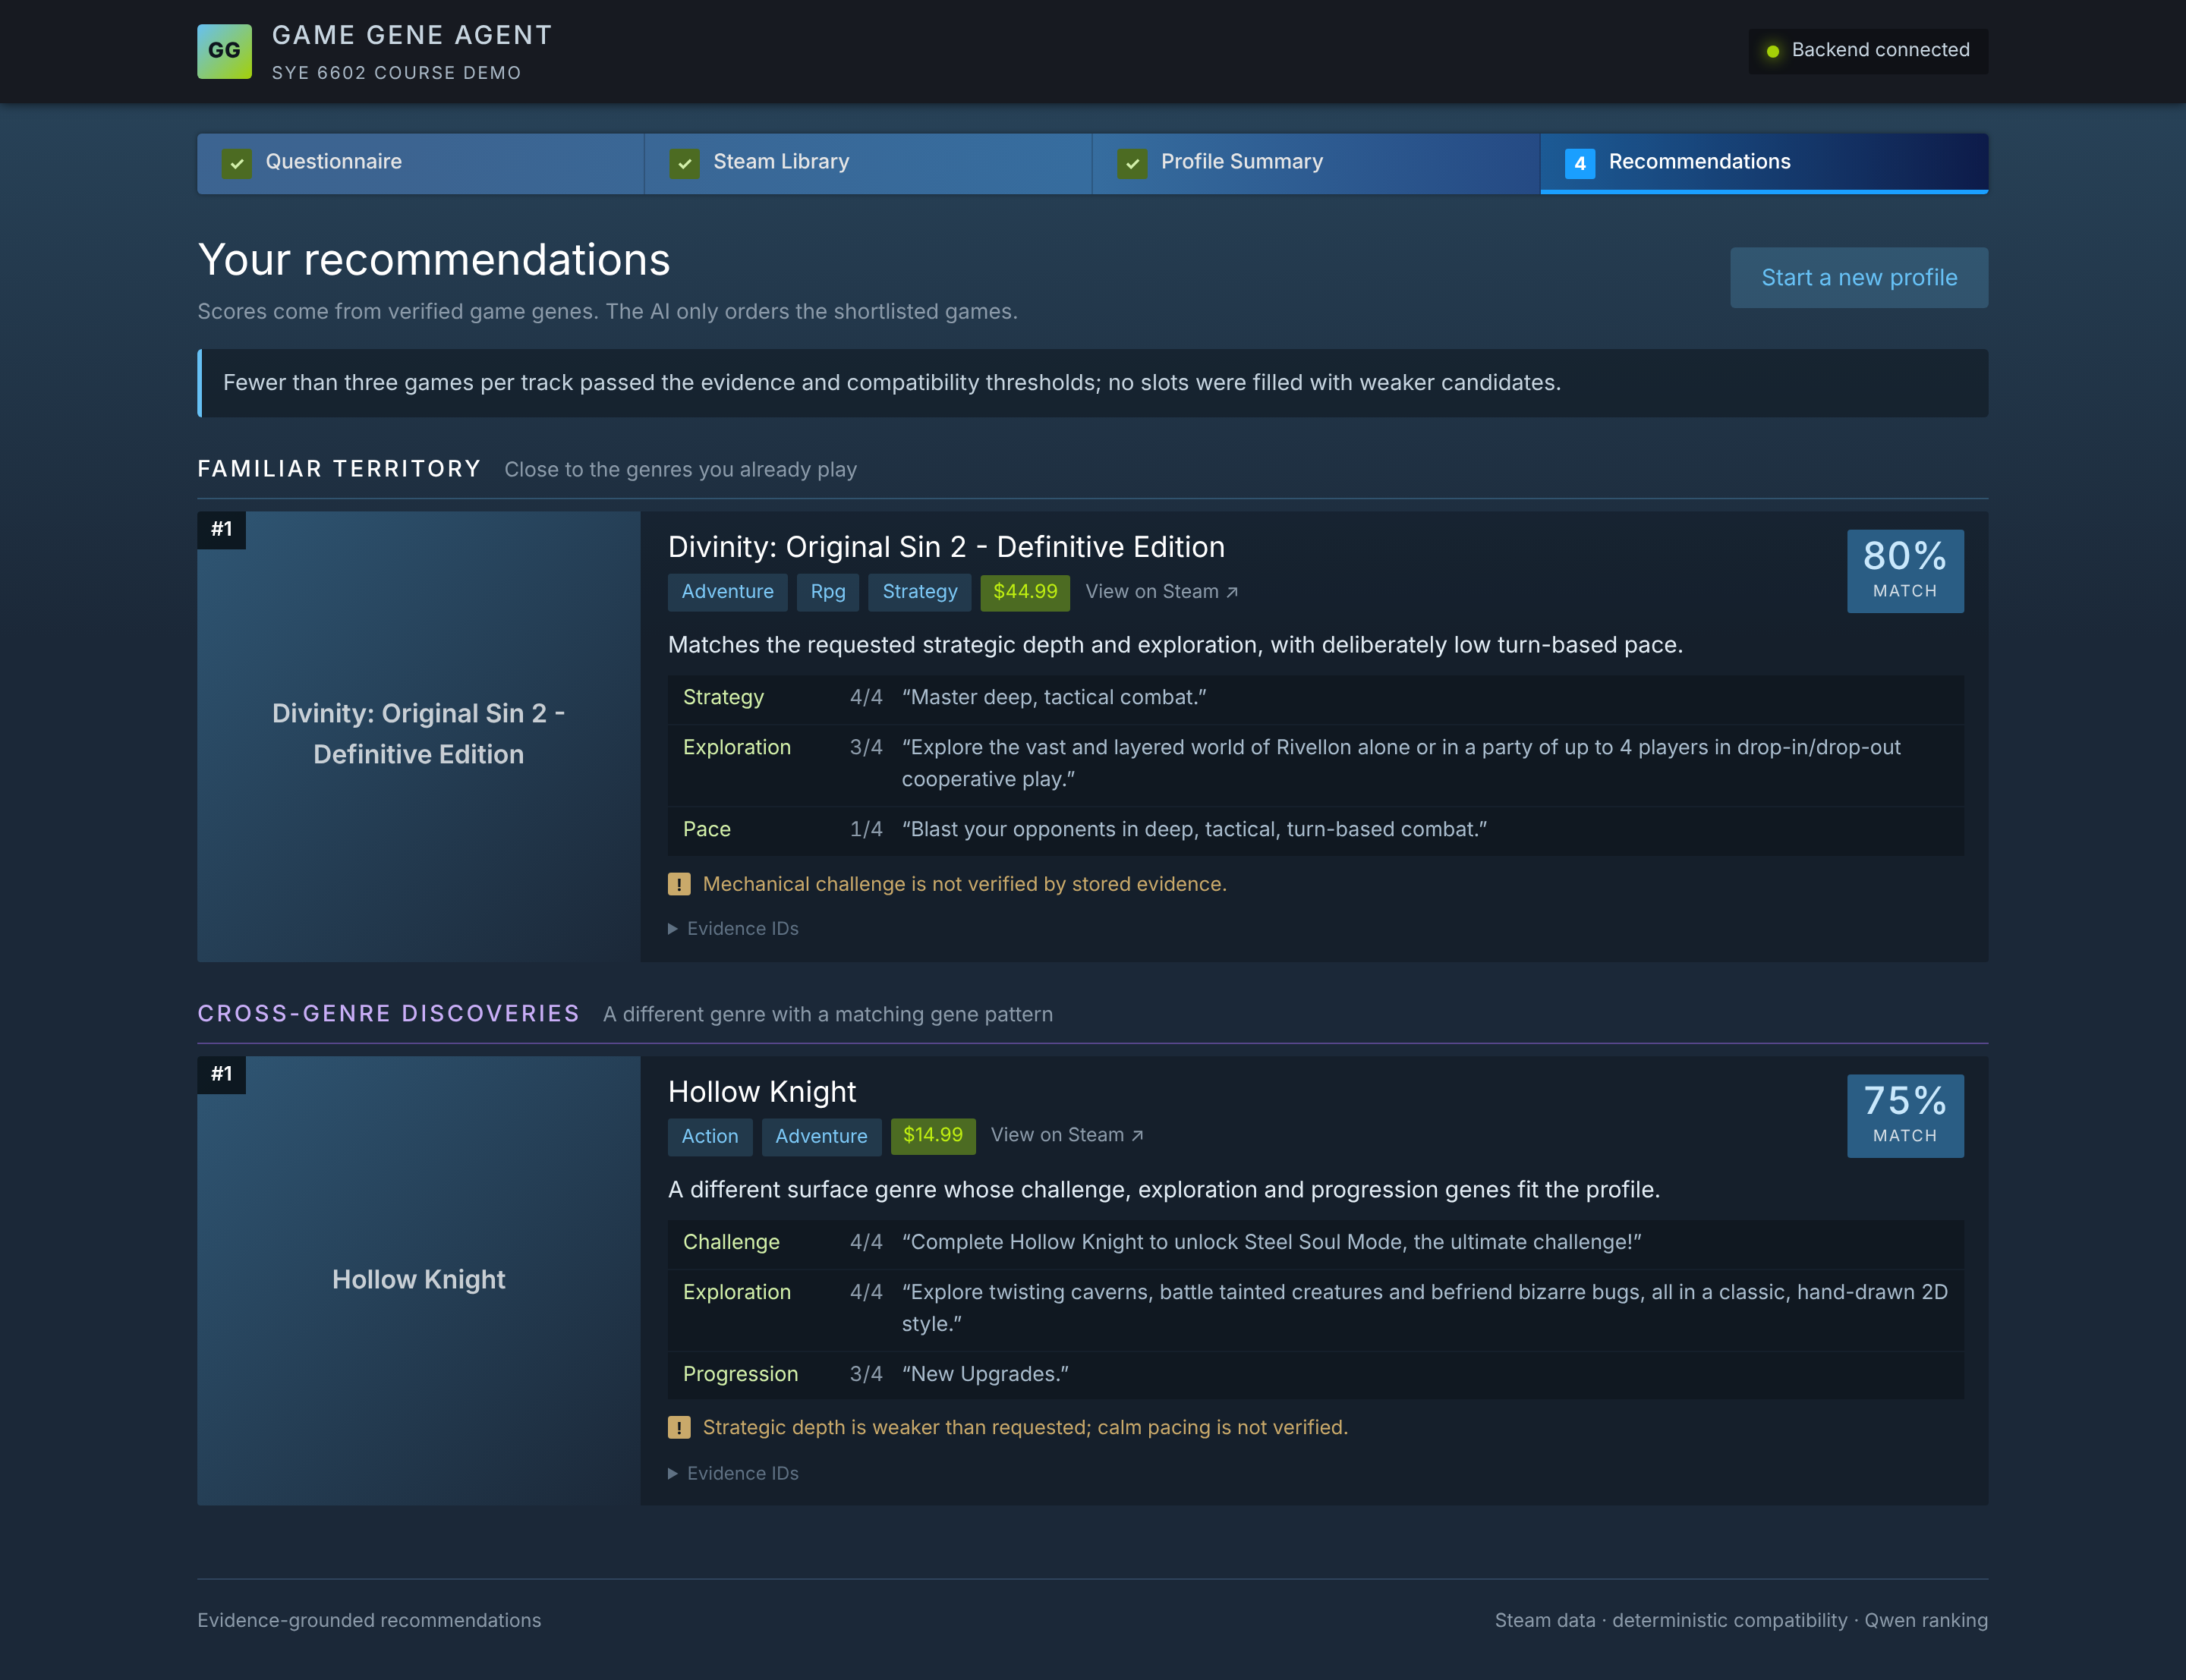 GG
GAME GENE AGENT
SYE 6602 COURSE DEMO
Backend connected
Questionnaire
Steam Library
Profile Summary
4 Recommendations
Your recommendations
Start a new profile
Scores come from verified game genes. The AI only orders the shortlisted games.
Fewer than three games per track passed the evidence and compatibility thresholds; no slots were filled with weaker candidates.
FAMILIAR TERRITORY Close to the genres you already play
#1
Divinity: Original Sin 2 -
Definitive Edition
Divinity: Original Sin 2 - Definitive Edition
Adventure Rpg Strategy $44.99 View on Steam ↗
80%
MATCH
Matches the requested strategic depth and exploration, with deliberately low turn-based pace.
Strategy 4/4 “Master deep, tactical combat.”
Exploration 3/4 “Explore the vast and layered world of Rivellon alone or in a party of up to 4 players in drop-in/drop-out
cooperative play.”
Pace 1/4 “Blast your opponents in deep, tactical, turn-based combat.”
! Mechanical challenge is not verified by stored evidence.
▶ Evidence IDs
CROSS-GENRE DISCOVERIES A different genre with a matching gene pattern
#1
Hollow Knight
Hollow Knight
Action Adventure $14.99 View on Steam ↗
75%
MATCH
A different surface genre whose challenge, exploration and progression genes fit the profile.
Challenge 4/4 “Complete Hollow Knight to unlock Steel Soul Mode, the ultimate challenge!”
Exploration 4/4 “Explore twisting caverns, battle tainted creatures and befriend bizarre bugs, all in a classic, hand-drawn 2D
style.”
Progression 3/4 “New Upgrades.”
! Strategic depth is weaker than requested; calm pacing is not verified.
▶ Evidence IDs
Evidence-grounded recommendations
Steam data · deterministic compatibility · Qwen ranking